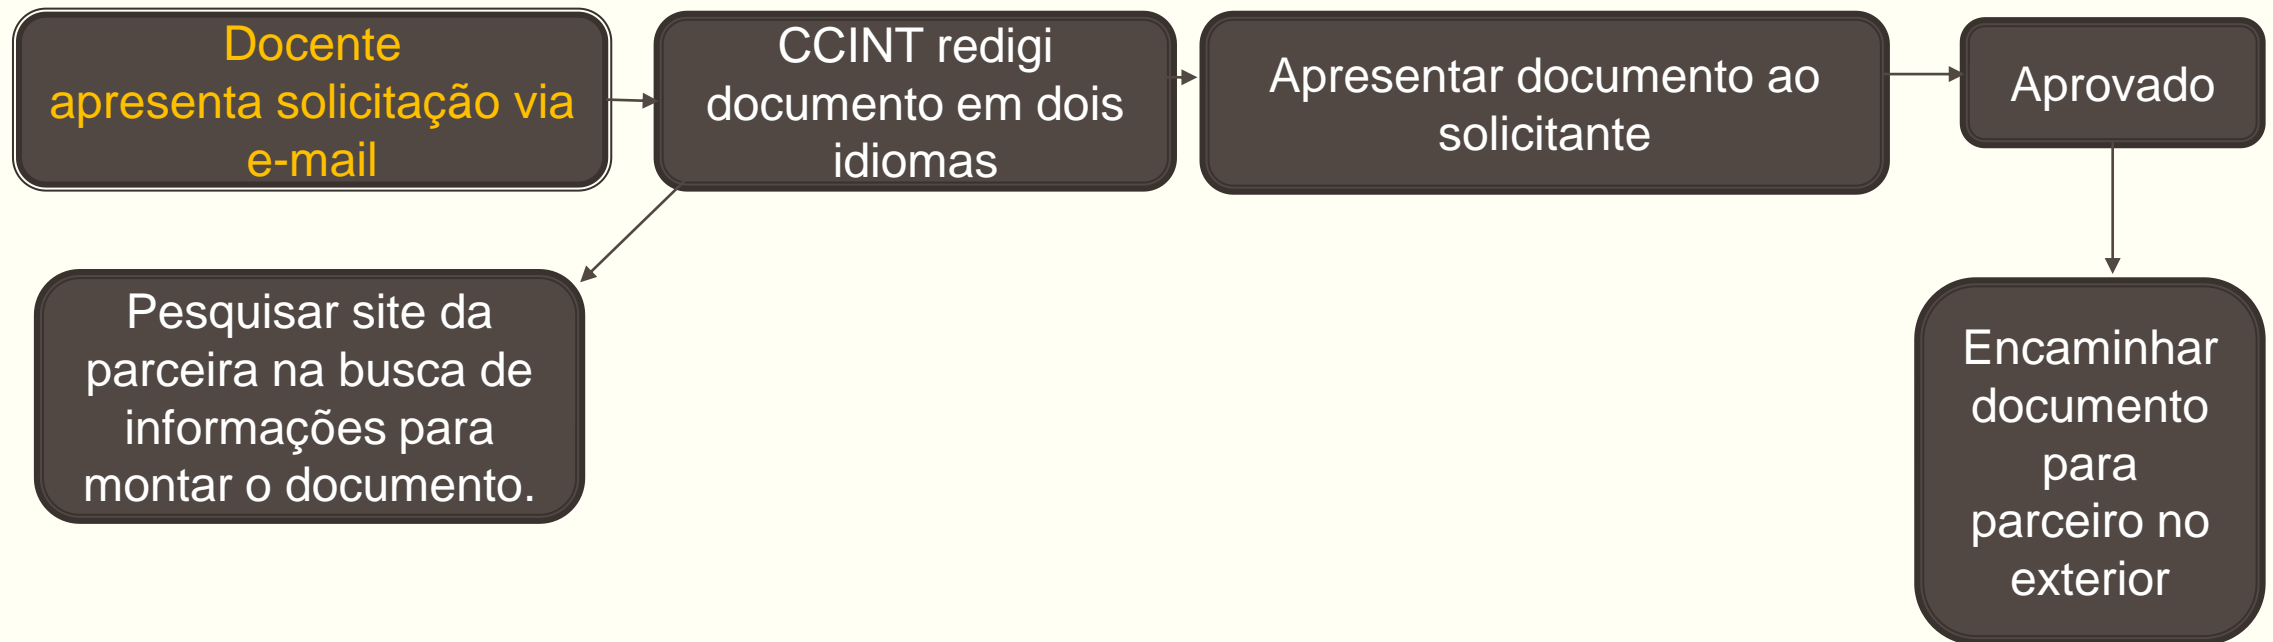 Docente
apresenta solicitação via
e-mail
CCINT redigi
documento em dois
idiomas
Apresentar documento ao
solicitante
Aprovado
Pesquisar site da
parceira na busca de
informações para
montar o documento.
Encaminhar
documento
para
parceiro no
exterior